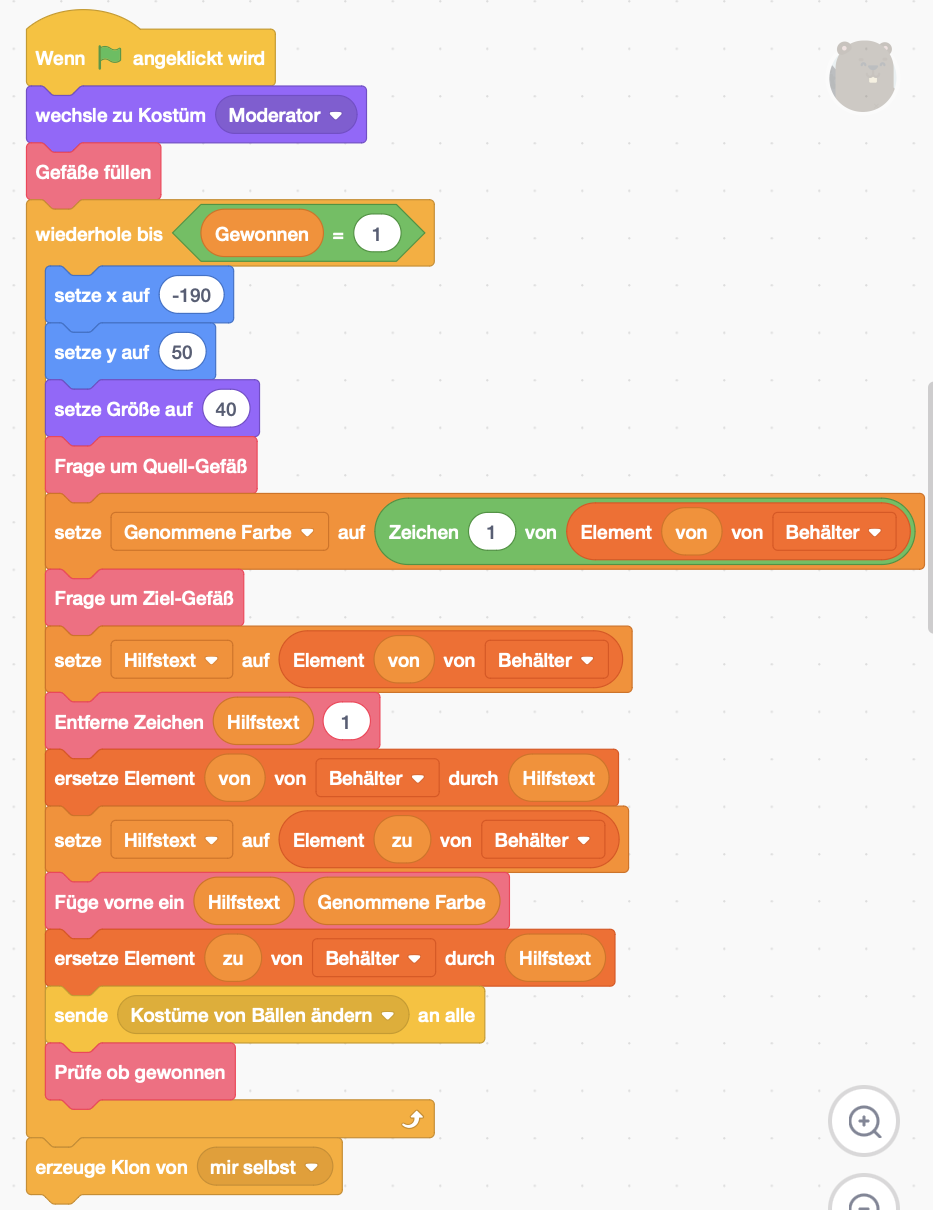 Wenn angeklickt wird
wechsle zu Kostüm Moderator
Gefäße füllen
wiederhole bis Gewonnen = 1
setze x auf -190
setze y auf 50
setze Größe auf 40
Frage um Quell-Gefäß
setze Genommene Farbe auf Zeichen 1 von Element von von Behälter
Frage um Ziel-Gefäß
setze Hilfstext auf Element von von Behälter
Entferne Zeichen Hilfstext 1
ersetze Element von von Behälter durch Hilfstext
setze Hilfstext auf Element zu von Behälter
Füge vorne ein Hilfstext Genommene Farbe
ersetze Element zu von Behälter durch Hilfstext
sende Kostüme von Bällen ändern an alle
Prüfe ob gewonnen
erzeuge Klon von mir selbst